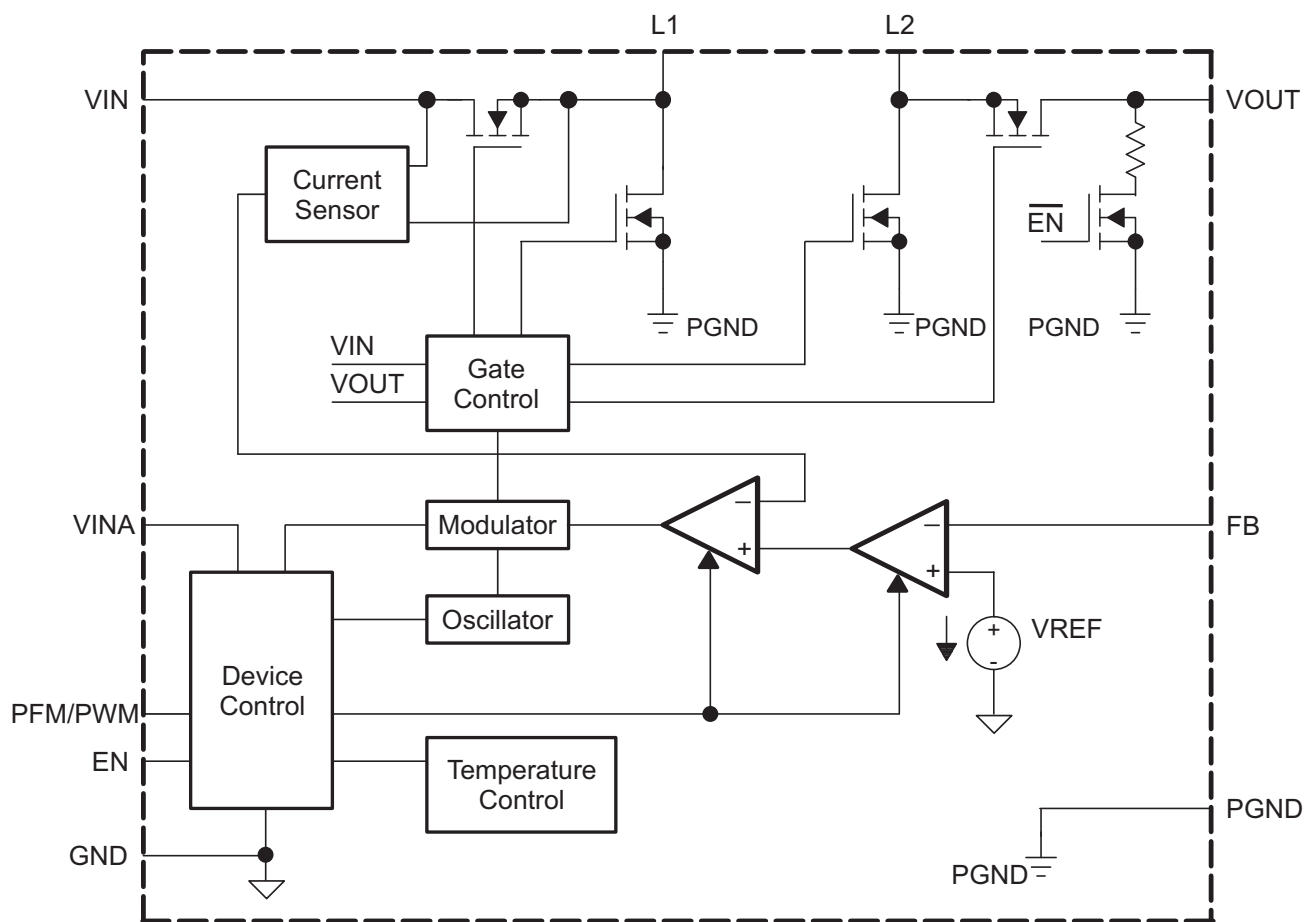 L1
L2
VIN
VOUT
Current
Sensor
E̅N̅
PGND
PGND
PGND
VIN
VOUT
Gate
Control
VINA
Modulator
–
+
–
+
FB
Oscillator
+
-
VREF
Device
Control
PFM/PWM
EN
Temperature
Control
GND
PGND
PGND